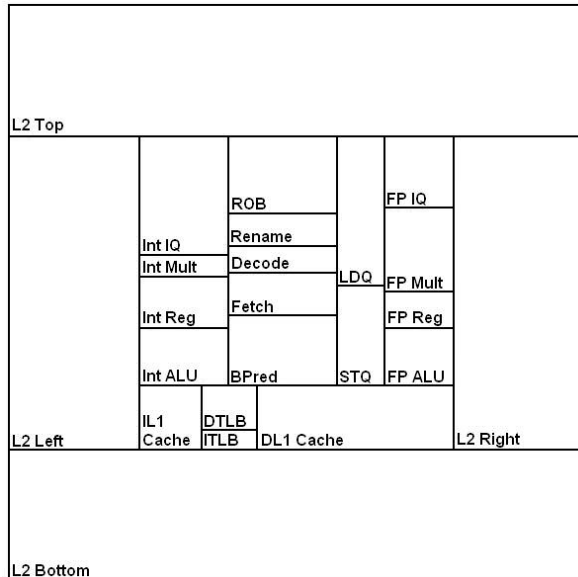 L2 Top
ROB
FP IQ
Int IQ
Rename
Int Mult
Decode
LDQ
FP Mult
Int Reg
Fetch
FP Reg
Int ALU
BPred
STQ
FP ALU
IL1
Cache
DTLB
ITLB
DL1 Cache
L2 Left
L2 Right
L2 Bottom